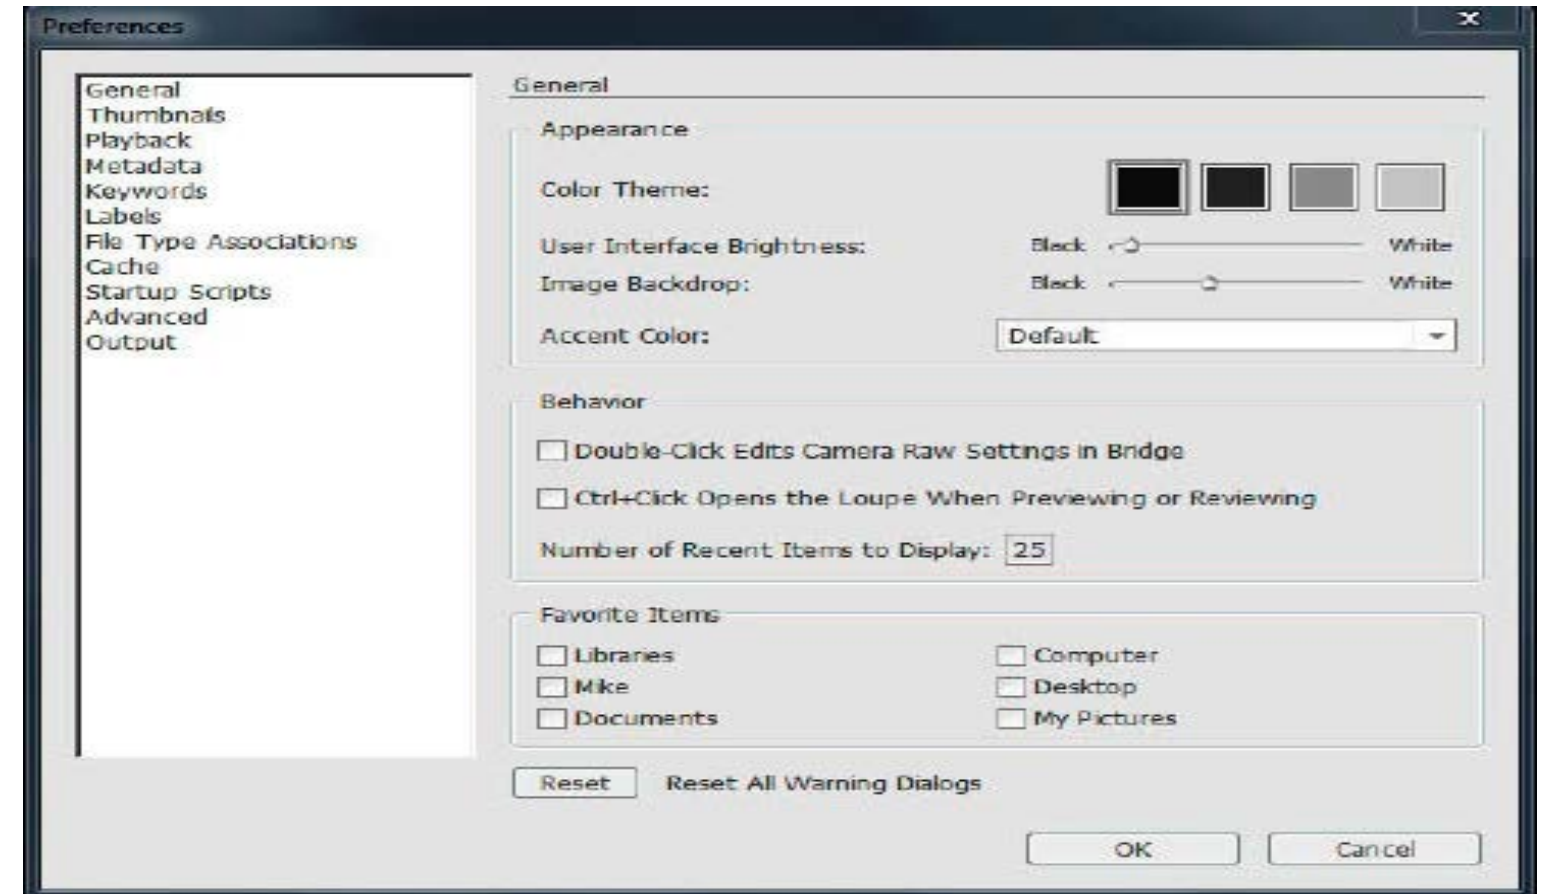 Preferences
General
Thumbnails
Playback
Metadata
Keywords
Labels
File Type Associations
Cache
Startup Scripts
Advanced
Output
General
Appearance
Color Theme:
User Interface Brightness: Black White
Image Backdrop: Black White
Accent Color: Default
Behavior
Double-Click Edits Camera Raw Settings in Bridge
Ctrl+Click Opens the Loupe When Previewing or Reviewing
Number of Recent Items to Display: 25
Favorite Items
Libraries Computer
Mike Desktop
Documents My Pictures
Reset Reset All Warning Dialogs
OK Cancel